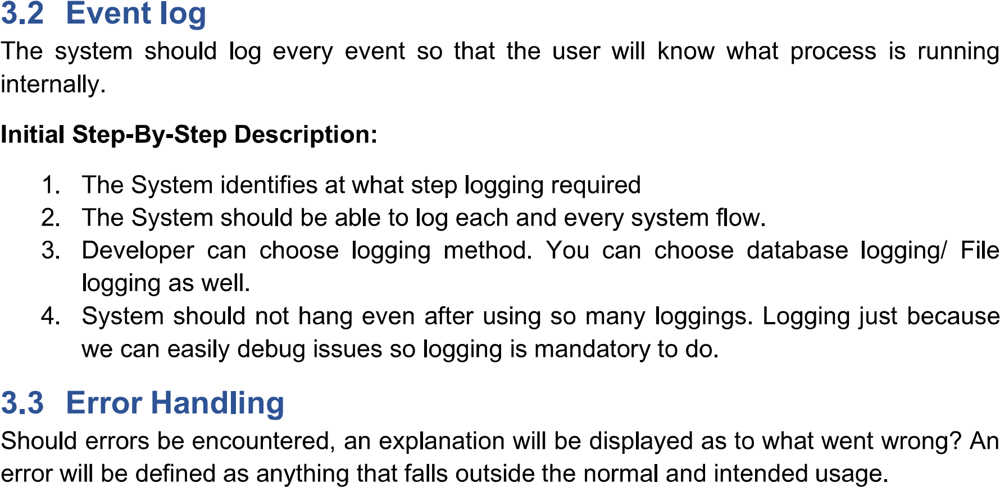 3.2 Event log
The system should log every event so that the user will know what process is running
internally.
Initial Step-By-Step Description:
1. The System identifies at what step logging required
2. The System should be able to log each and every system flow.
3. Developer can choose logging method. You can choose database logging/ File
logging as well.
4. System should not hang even after using so many loggings. Logging just because
we can easily debug issues so logging is mandatory to do.
3.3 Error Handling
Should errors be encountered, an explanation will be displayed as to what went wrong? An
error will be defined as anything that falls outside the normal and intended usage.